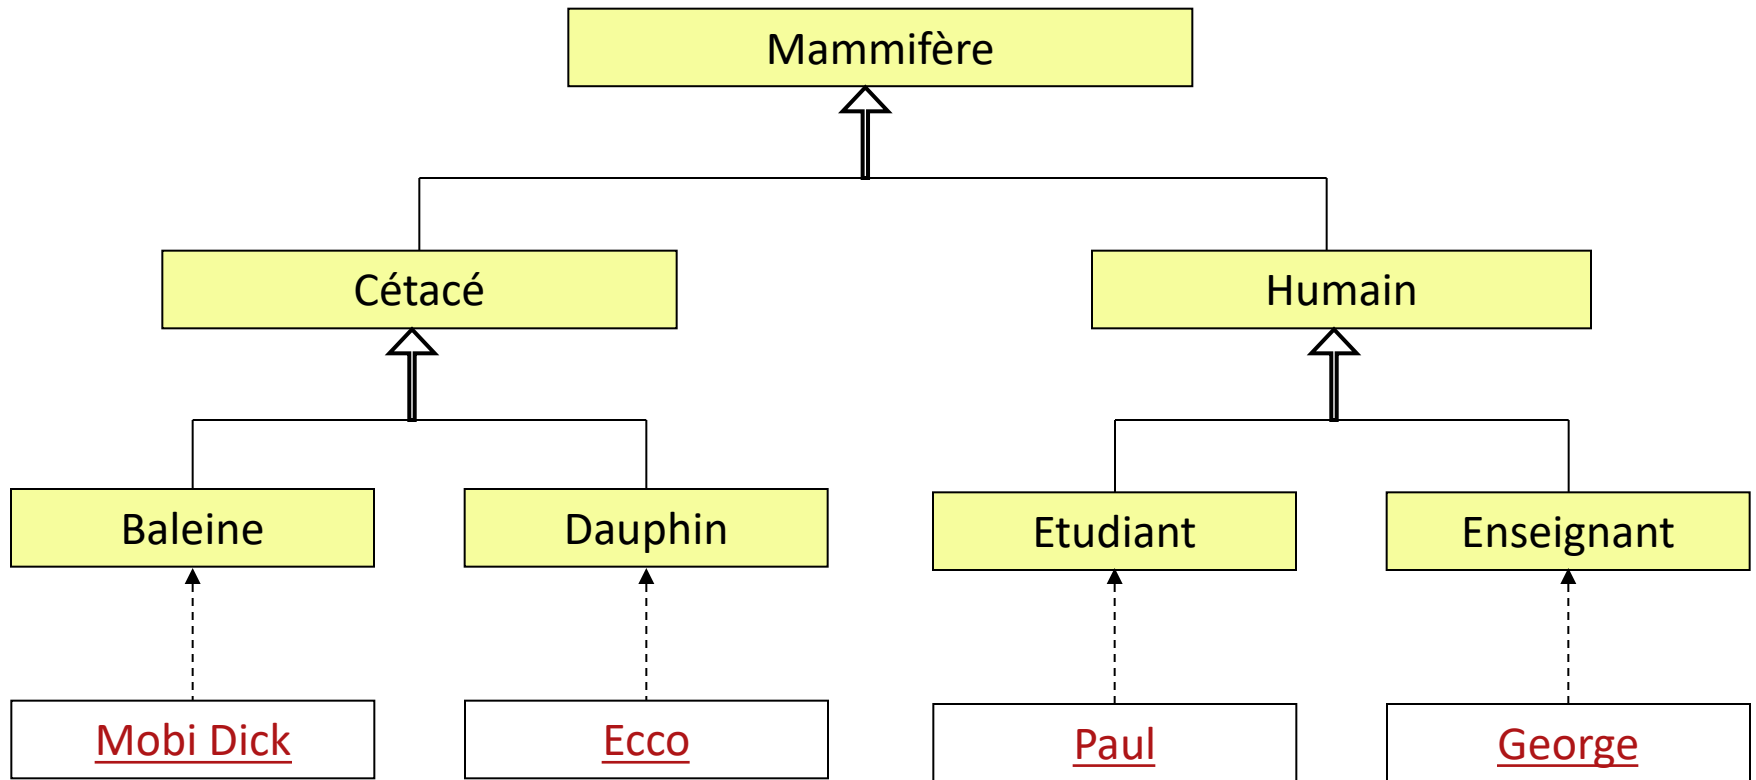 Mammifère
Cétacé
Humain
Baleine
Dauphin
Etudiant
Enseignant
Mobi Dick
Ecco
Paul
George